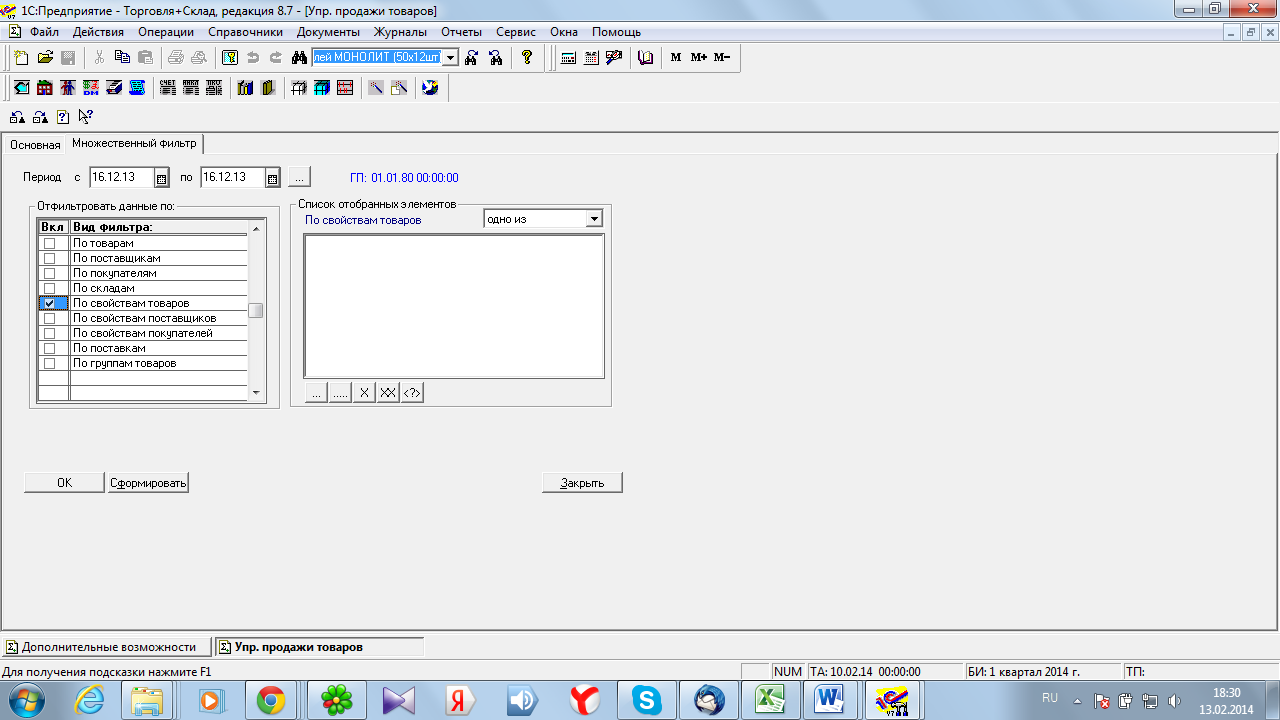 1С:Предприятие - Торговля+Склад, редакция 8.7 - [Упр. продажи товаров]
Файл Действия Операции Справочники Документы Журналы Отчеты Сервис Окна Помощь
лей МОНОЛИТ (50х12шт) M M+ M−
Основная Множественный фильтр
Период с 16.12.13 по 16.12.13 ... ГП: 01.01.80 00:00:00
Отфильтровать данные по:
Вкл Вид фильтра:
По товарам
По поставщикам
По покупателям
По складам
По свойствам товаров
По свойствам поставщиков
По свойствам покупателей
По поставкам
По группам товаров
Список отобранных элементов
По свойствам товаров одно из
... ..... X XX <?>
OK Сформировать Закрыть
Дополнительные возможности Упр. продажи товаров
Для получения подсказки нажмите F1 NUM ТА: 10.02.14 00:00:00 БИ: 1 квартал 2014 г. ТП:
RU 18:30
13.02.2014